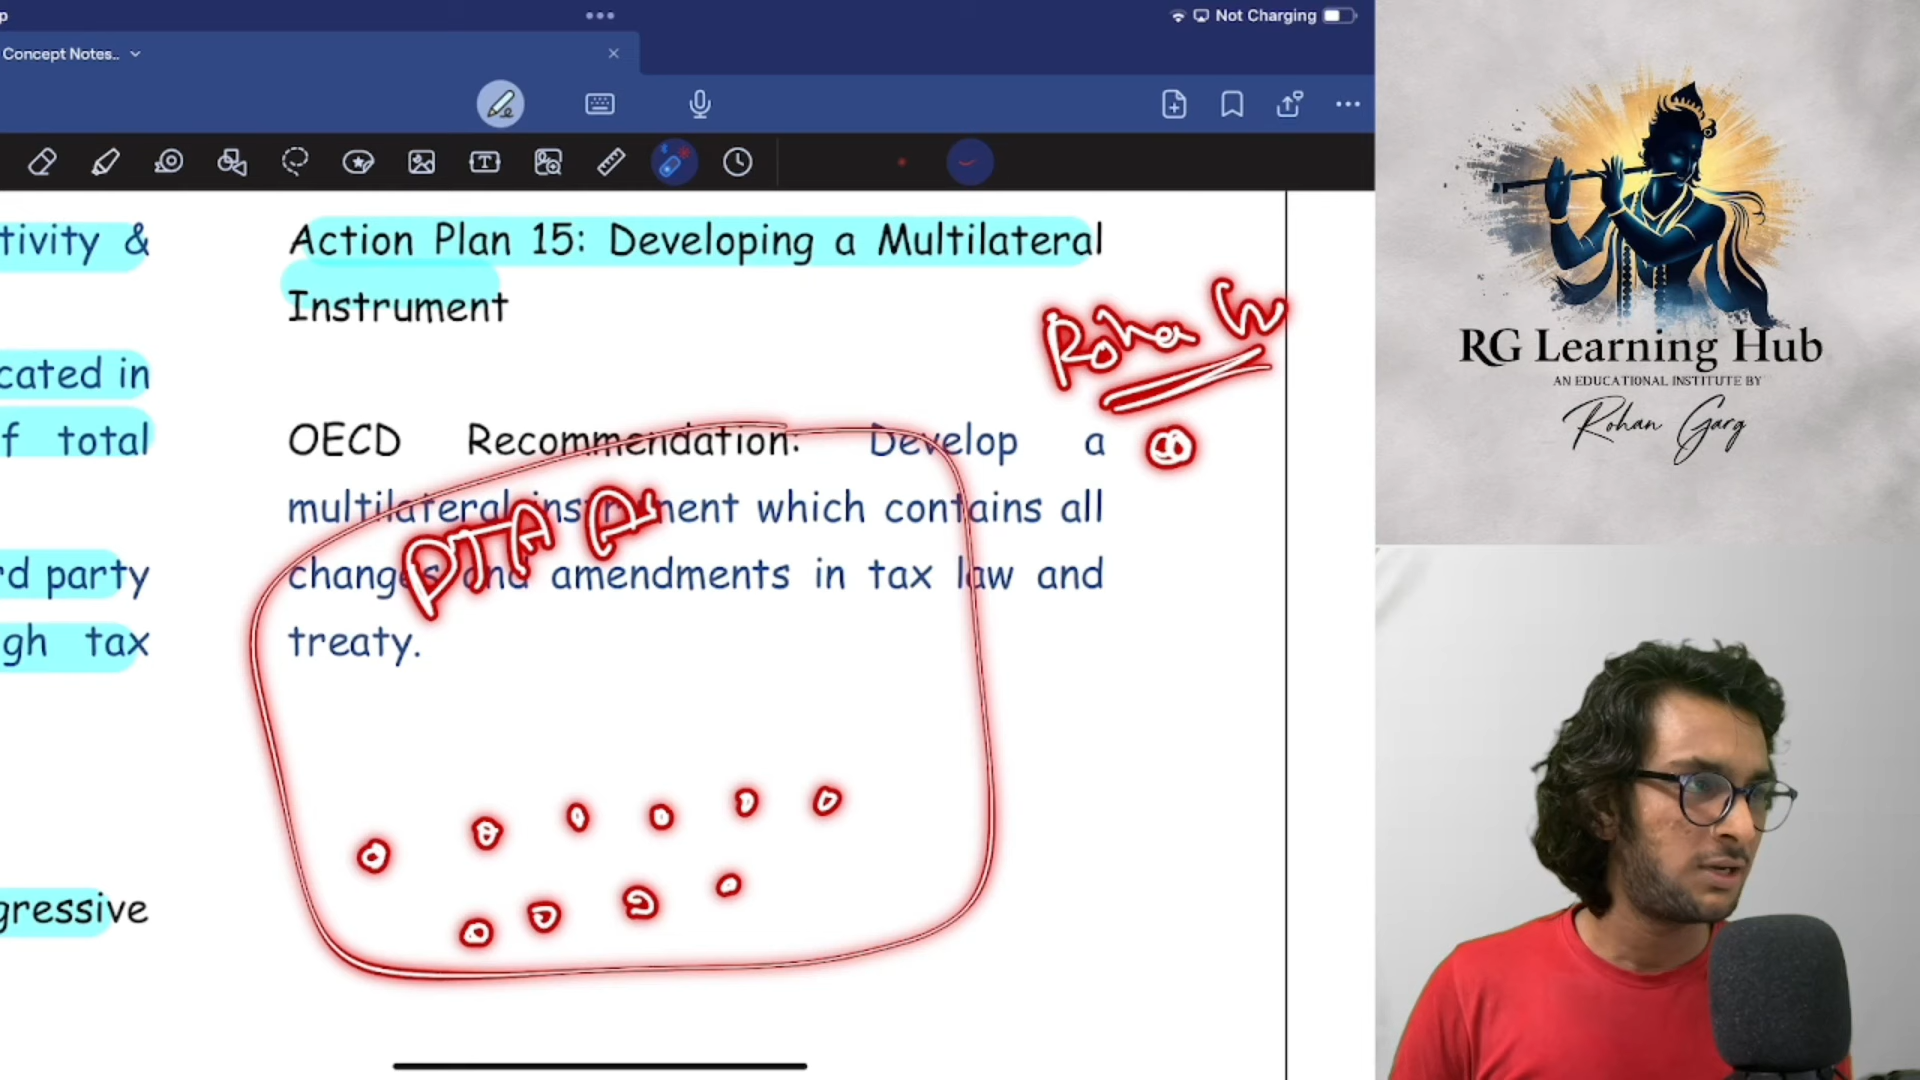 p
Not Charging
Concept Notes..
tivity &
cated in
f total
rd party
gh tax
gressive
Action Plan 15: Developing a Multilateral
Instrument
OECD Recommendation: Develop a
multilateral instrument which contains all
changes and amendments in tax law and
treaty.
DTAA
RG Learning Hub
AN EDUCATIONAL INSTITUTE BY
Rohan Garg